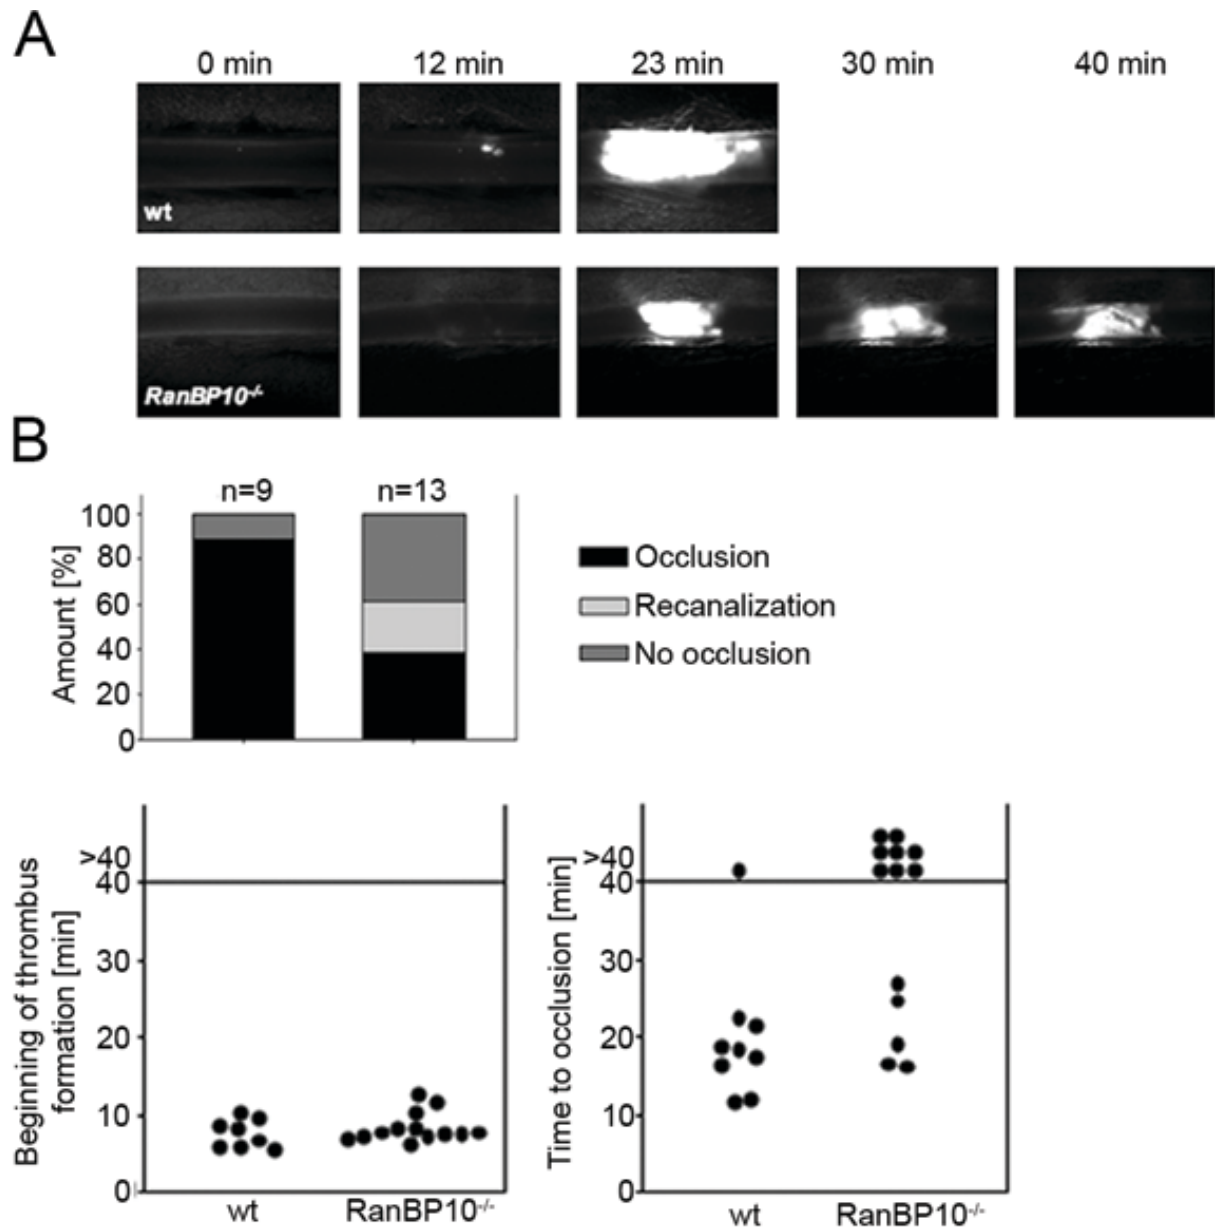 A
0 min 12 min 23 min 30 min 40 min
wt
RanBP10-/-
B
n=9 n=13
100
80
60
40
20
0
Amount [%]
Occlusion
Recanalization
No occlusion
>40
40
30
20
10
0
Beginning of thrombus
formation [min]
wt RanBP10-/-
>40
40
30
20
10
0
Time to occlusion [min]
wt RanBP10-/-